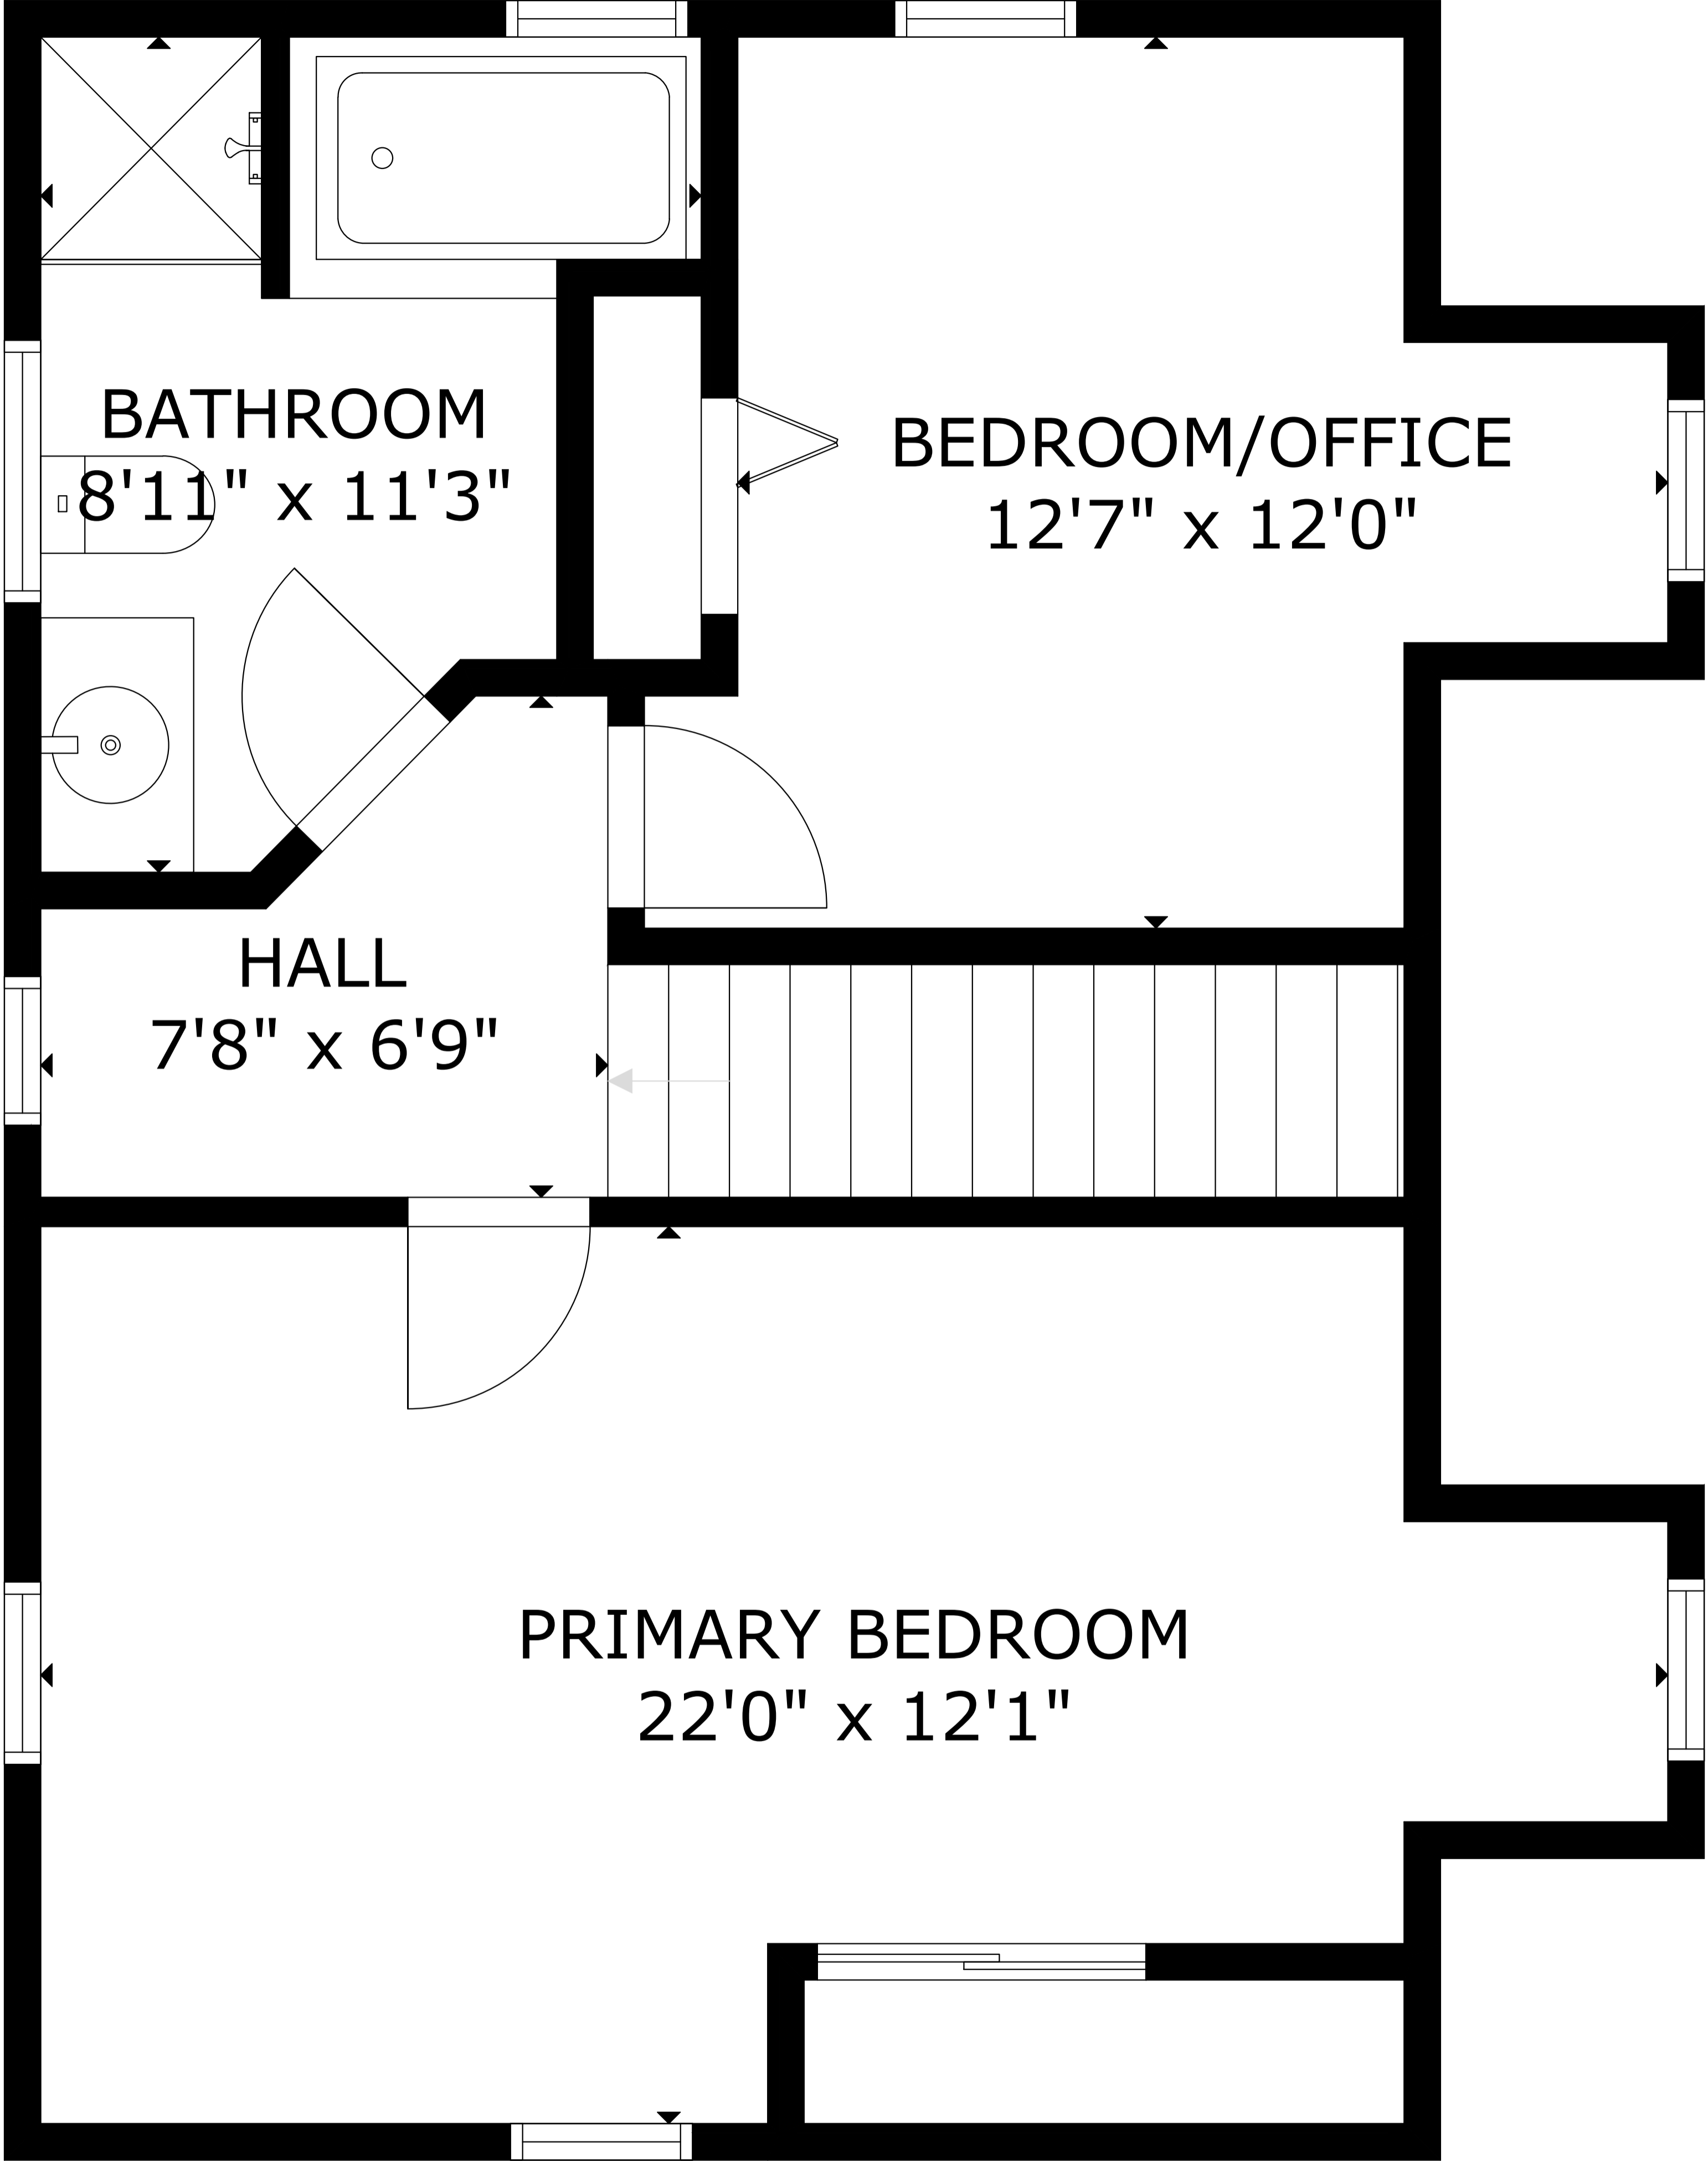 BATHROOM
8'11" x 11'3"
BEDROOM/OFFICE
12'7" x 12'0"
HALL
7'8" x 6'9"
PRIMARY BEDROOM
22'0" x 12'1"